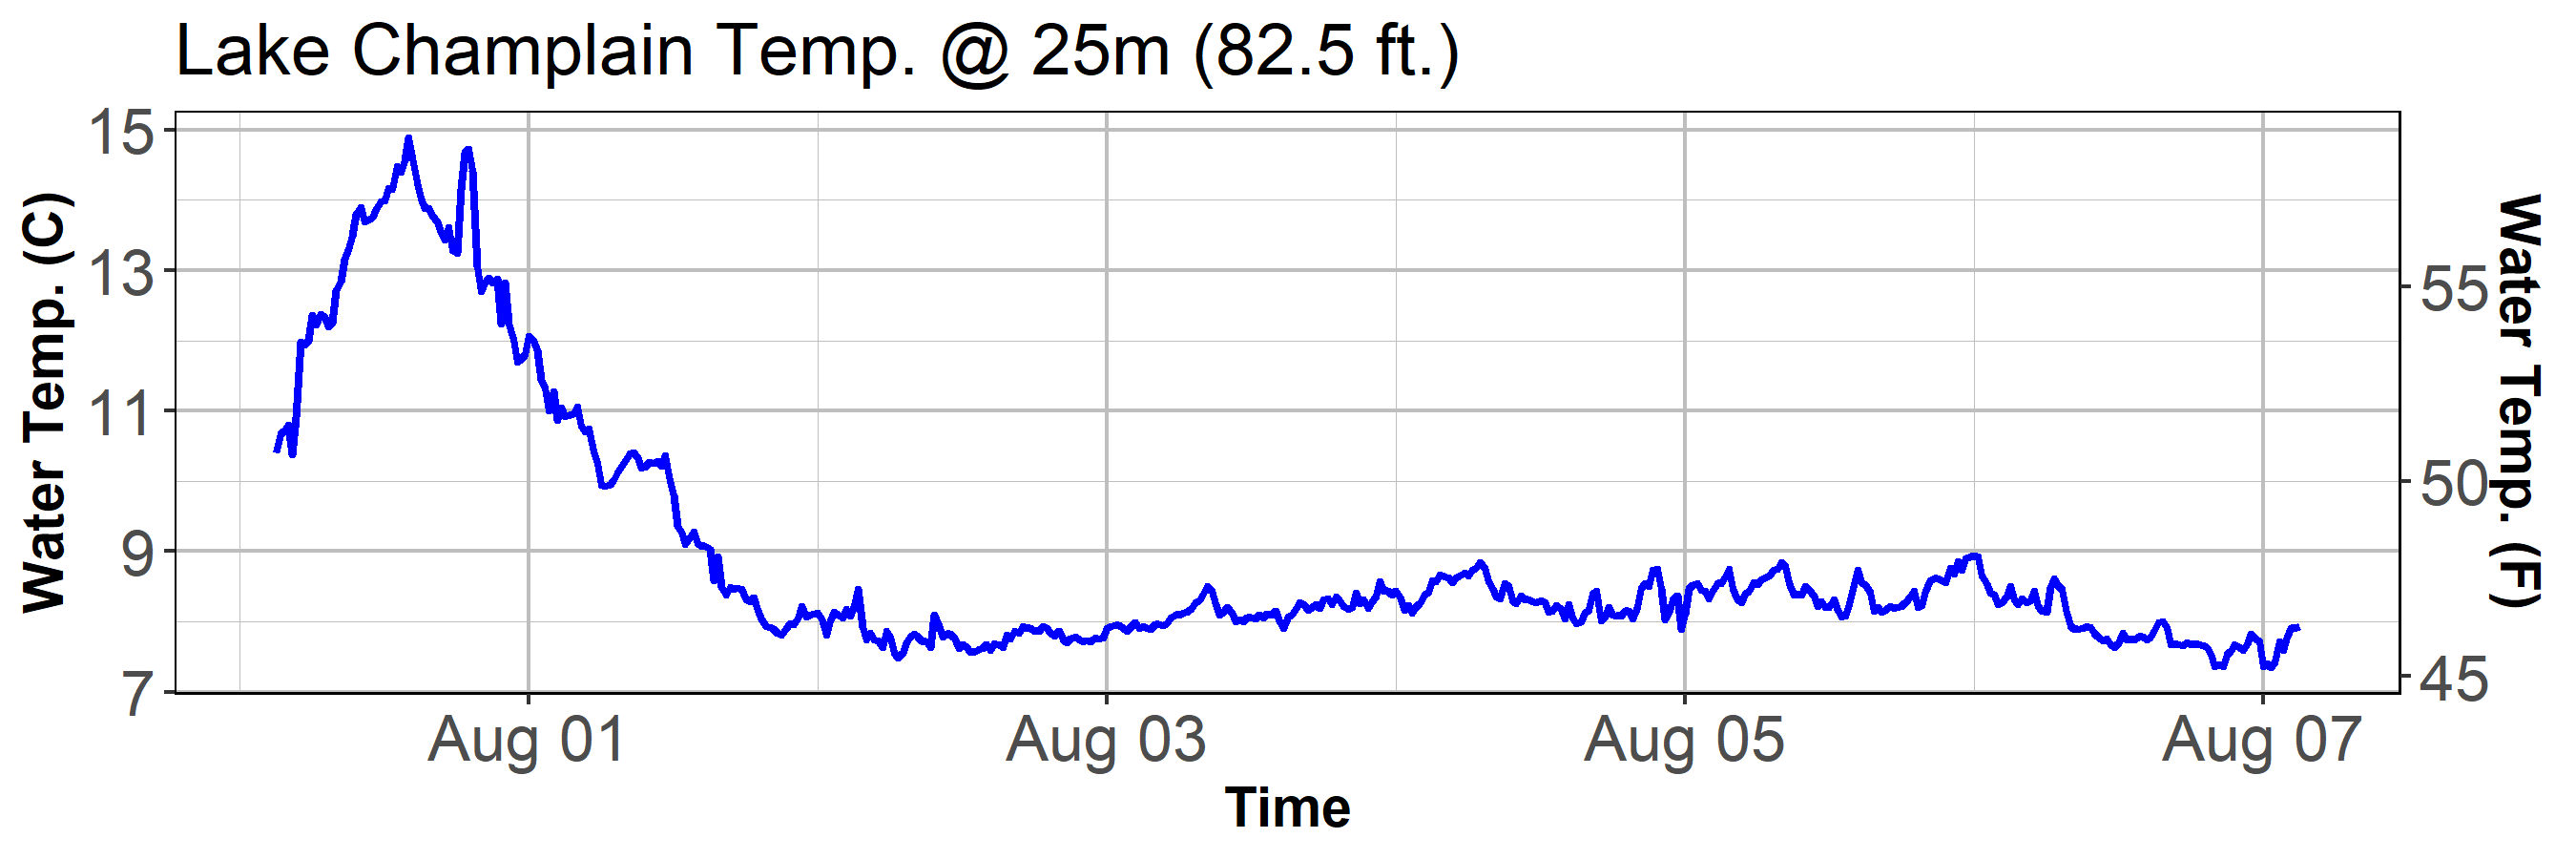 Lake Champlain Temp. @ 25m (82.5 ft.)
Water Temp. (C)
15
13
11
9
7
55
50
45
Water Temp. (F)
Aug 01
Aug 03
Aug 05
Aug 07
Time